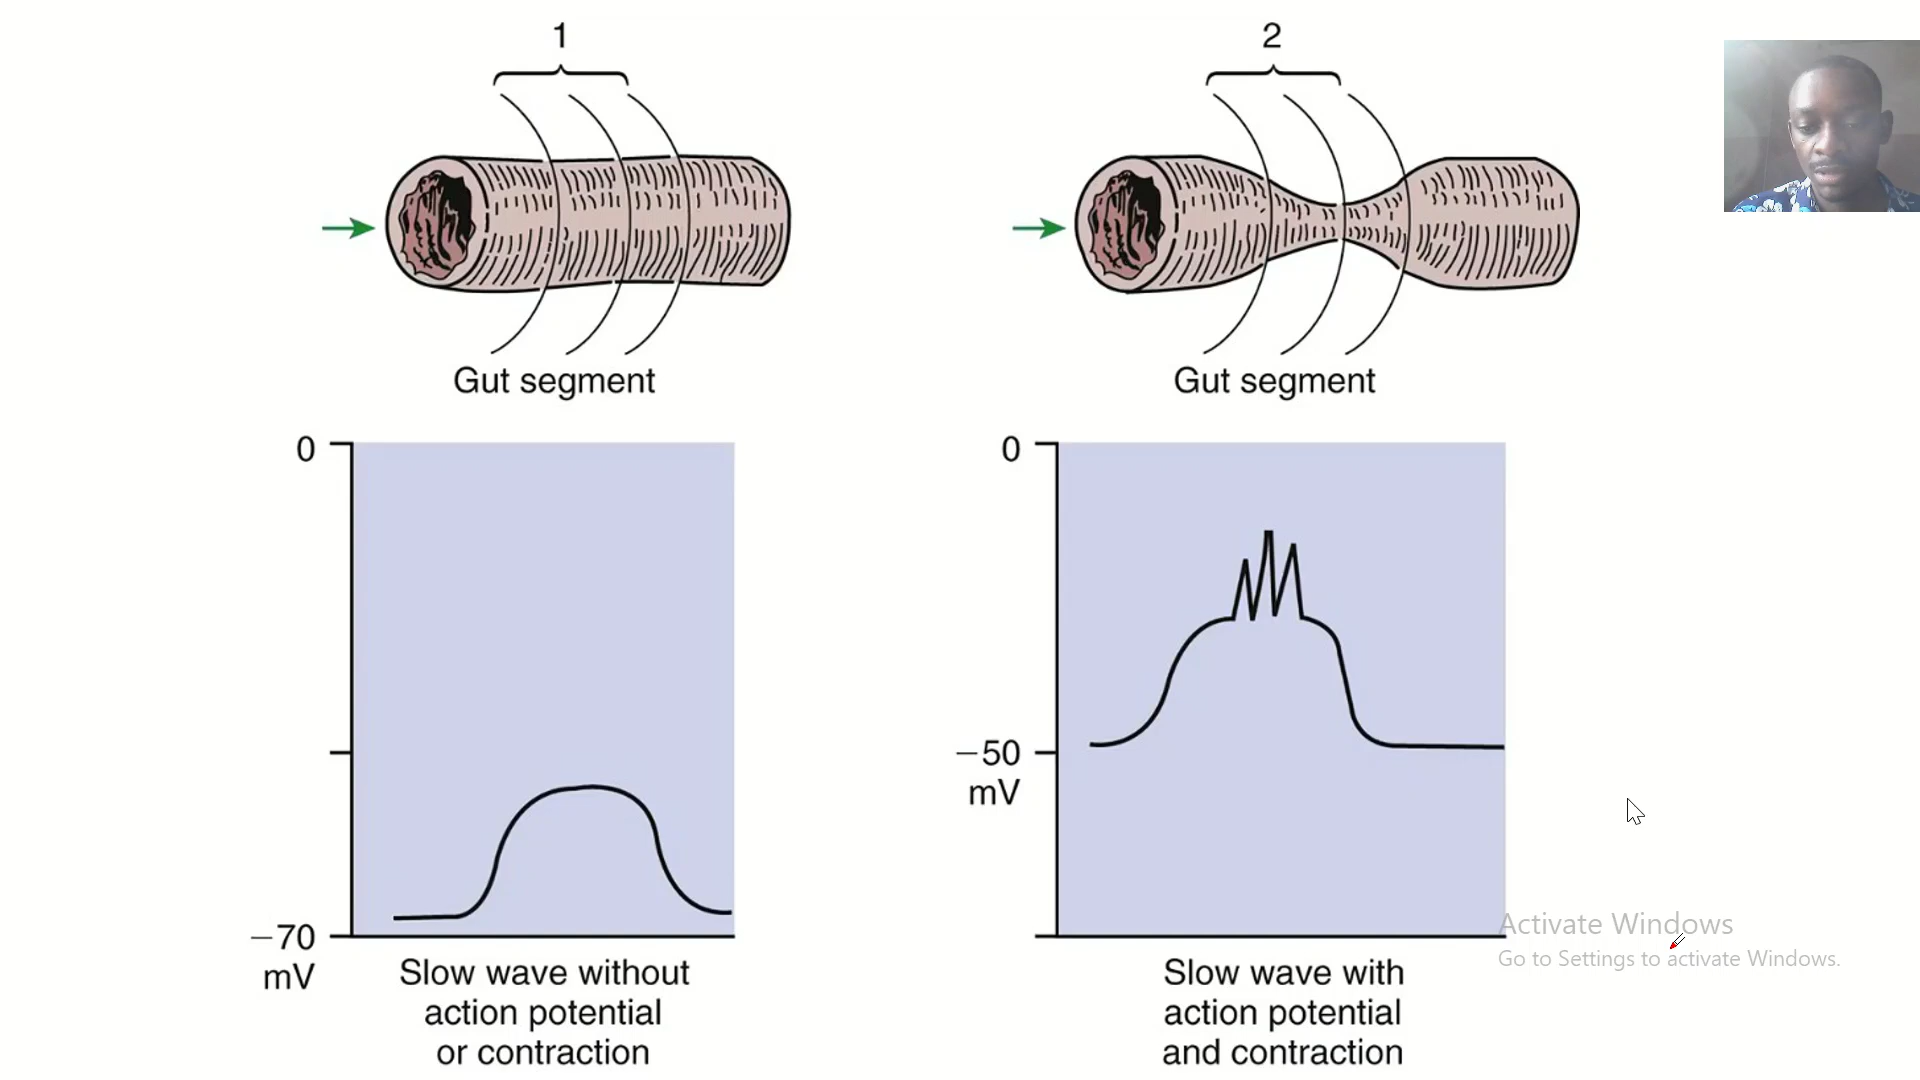 1
2
Gut segment
Gut segment
0
−70
mV
Slow wave without
action potential
or contraction
0
−50
mV
Slow wave with
action potential
and contraction
Activate Windows
Go to Settings to activate Windows.